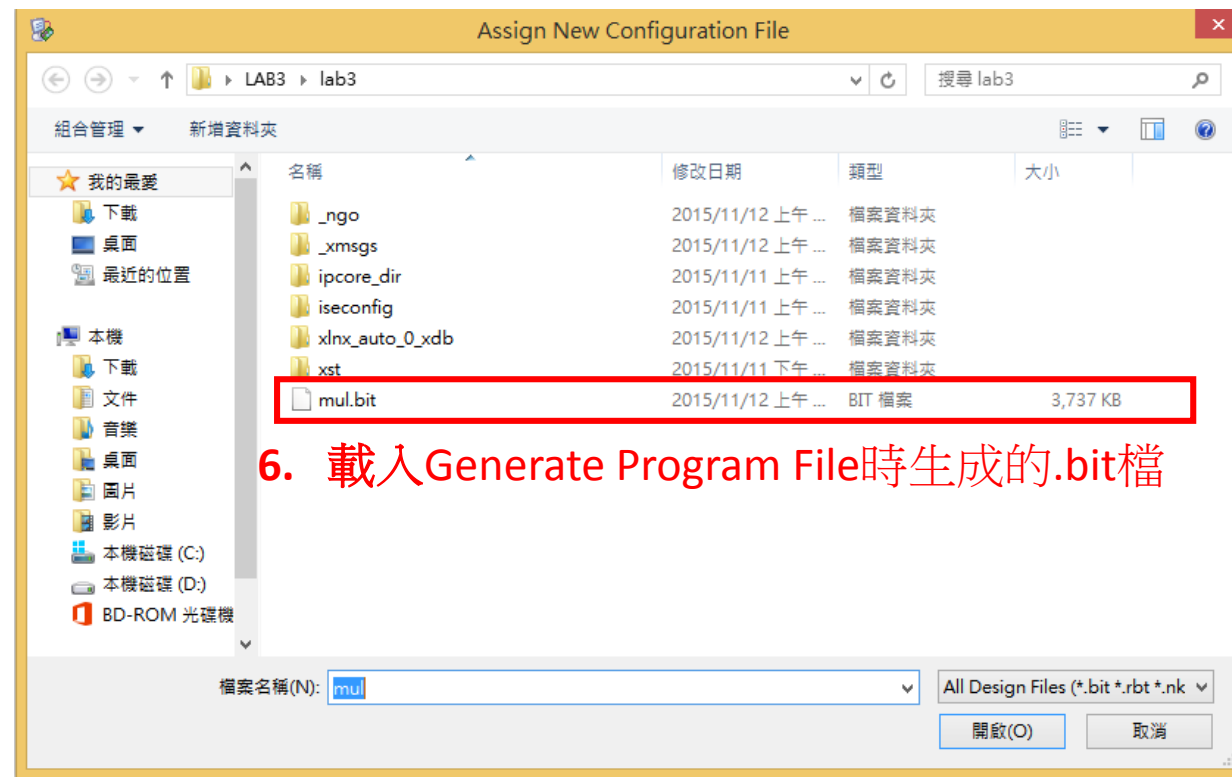 Assign New Configuration File
LAB3 ▸ lab3
搜尋 lab3
組合管理 新增資料夾
名稱 修改日期 類型 大小
我的最愛
下載
桌面
最近的位置
本機
下載
文件
音樂
桌面
圖片
影片
本機磁碟 (C:)
本機磁碟 (D:)
BD-ROM 光碟機
_ngo 2015/11/12 上午 ... 檔案資料夾
_xmsgs 2015/11/12 上午 ... 檔案資料夾
ipcore_dir 2015/11/11 上午 ... 檔案資料夾
iseconfig 2015/11/11 上午 ... 檔案資料夾
xlnx_auto_0_xdb 2015/11/12 上午 ... 檔案資料夾
xst 2015/11/11 下午 ... 檔案資料夾
mul.bit 2015/11/12 上午 ... BIT 檔案 3,737 KB
6. 載入Generate Program File時生成的.bit檔
檔案名稱(N): mul
All Design Files (*.bit *.rbt *.nk
開啟(O) 取消